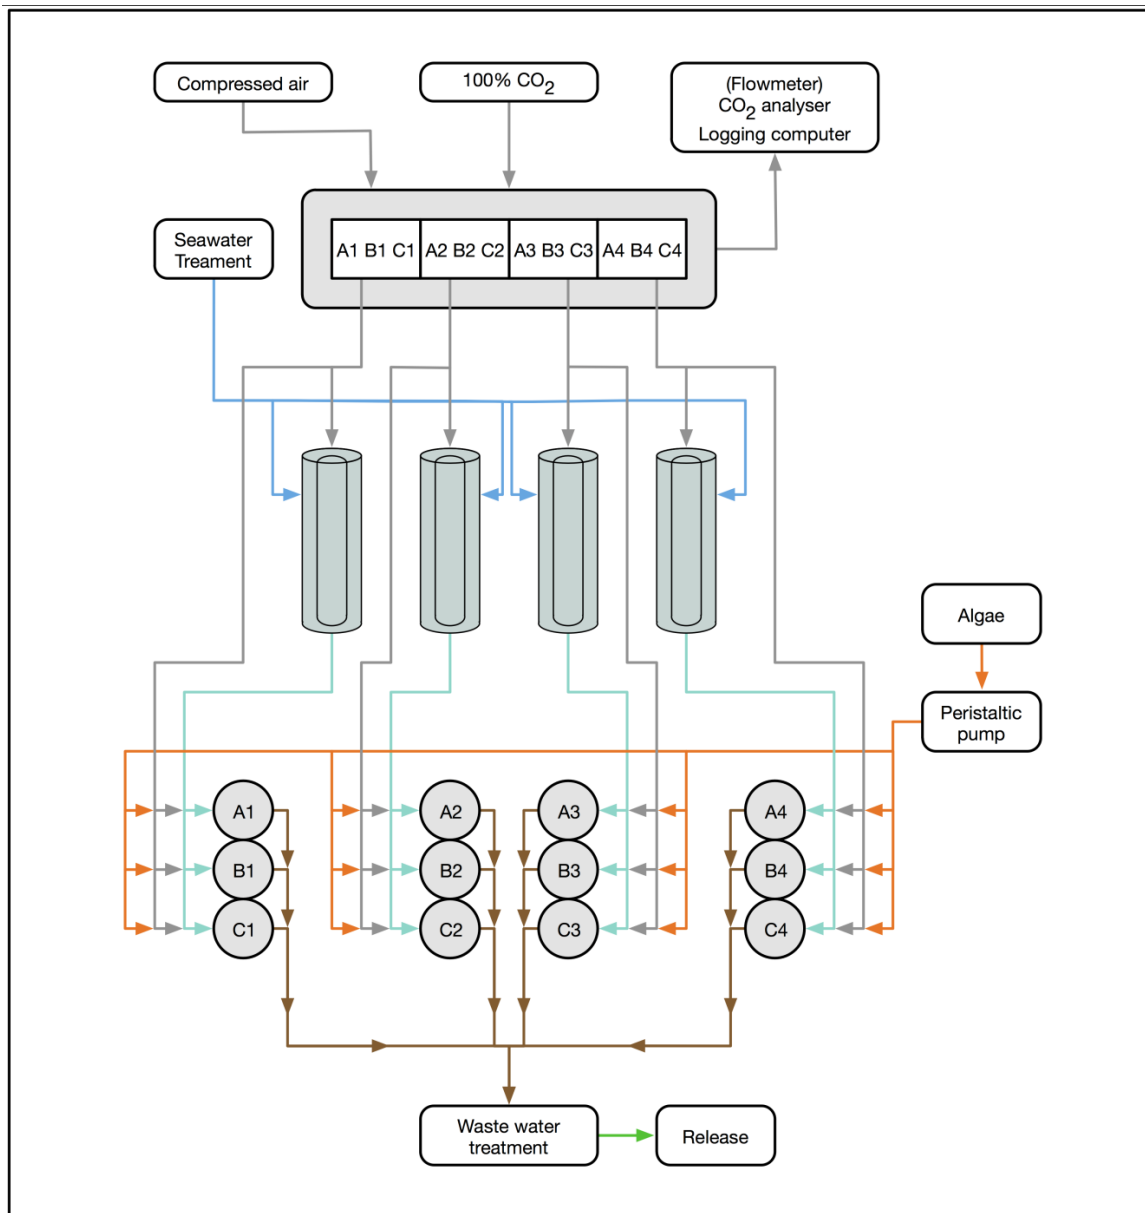 Compressed air
100% CO₂
(Flowmeter)
CO₂ analyser
Logging computer
Seawater
Treament
A1 B1 C1 A2 B2 C2 A3 B3 C3 A4 B4 C4
Algae
Peristaltic
pump
A1 A2 A3 A4
B1 B2 B3 B4
C1 C2 C3 C4
Waste water
treatment
Release